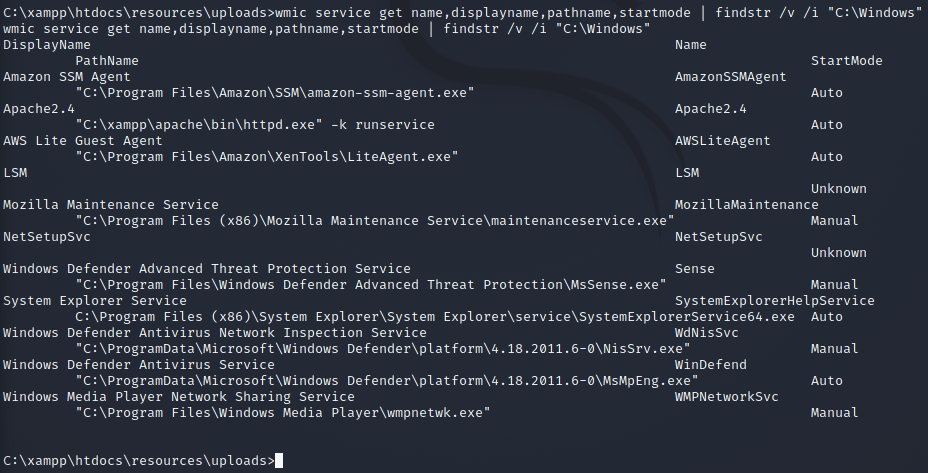 C:\xampp\htdocs\resources\uploads>wmic service get name,displayname,pathname,startmode | findstr /v /i "C:\Windows"
wmic service get name,displayname,pathname,startmode | findstr /v /i "C:\Windows"
DisplayName Name
PathName StartMode
Amazon SSM Agent AmazonSSMAgent
"C:\Program Files\Amazon\SSM\amazon-ssm-agent.exe" Auto
Apache2.4 Apache2.4
"C:\xampp\apache\bin\httpd.exe" -k runservice Auto
AWS Lite Guest Agent AWSLiteAgent
"C:\Program Files\Amazon\XenTools\LiteAgent.exe" Auto
LSM LSM
Unknown
Mozilla Maintenance Service MozillaMaintenance
"C:\Program Files (x86)\Mozilla Maintenance Service\maintenanceservice.exe" Manual
NetSetupSvc NetSetupSvc
Unknown
Windows Defender Advanced Threat Protection Service Sense
"C:\Program Files\Windows Defender Advanced Threat Protection\MsSense.exe" Manual
System Explorer Service SystemExplorerHelpService
C:\Program Files (x86)\System Explorer\System Explorer\service\SystemExplorerService64.exe Auto
Windows Defender Antivirus Network Inspection Service WdNisSvc
"C:\ProgramData\Microsoft\Windows Defender\platform\4.18.2011.6-0\NisSrv.exe" Manual
Windows Defender Antivirus Service WinDefend
"C:\ProgramData\Microsoft\Windows Defender\platform\4.18.2011.6-0\MsMpEng.exe" Auto
Windows Media Player Network Sharing Service WMPNetworkSvc
"C:\Program Files\Windows Media Player\wmpnetwk.exe" Manual
C:\xampp\htdocs\resources\uploads>